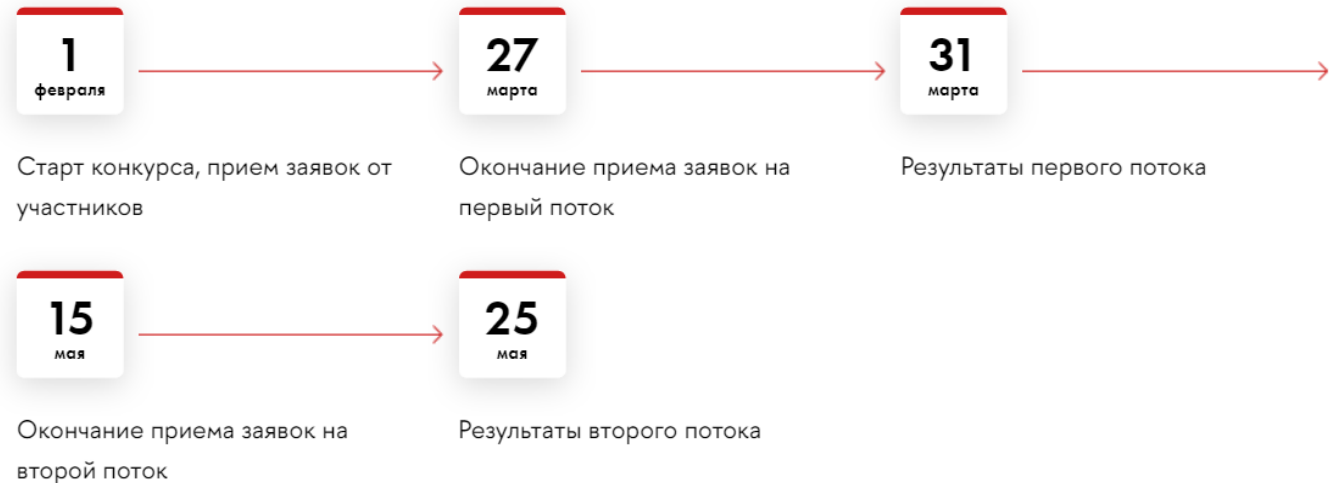 1
февраля
Старт конкурса, прием заявок от
участников
27
марта
Окончание приема заявок на
первый поток
31
марта
Результаты первого потока
15
мая
Окончание приема заявок на
второй поток
25
мая
Результаты второго потока